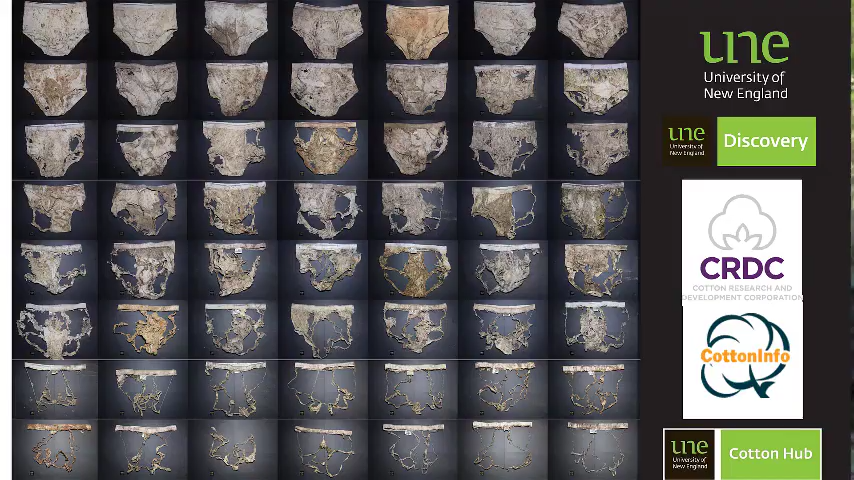 une
University of
New England
une
University of
New England
Discovery
CRDC
COTTON RESEARCH AND
DEVELOPMENT CORPORATION
CottonInfo
une
University of
New England
Cotton Hub